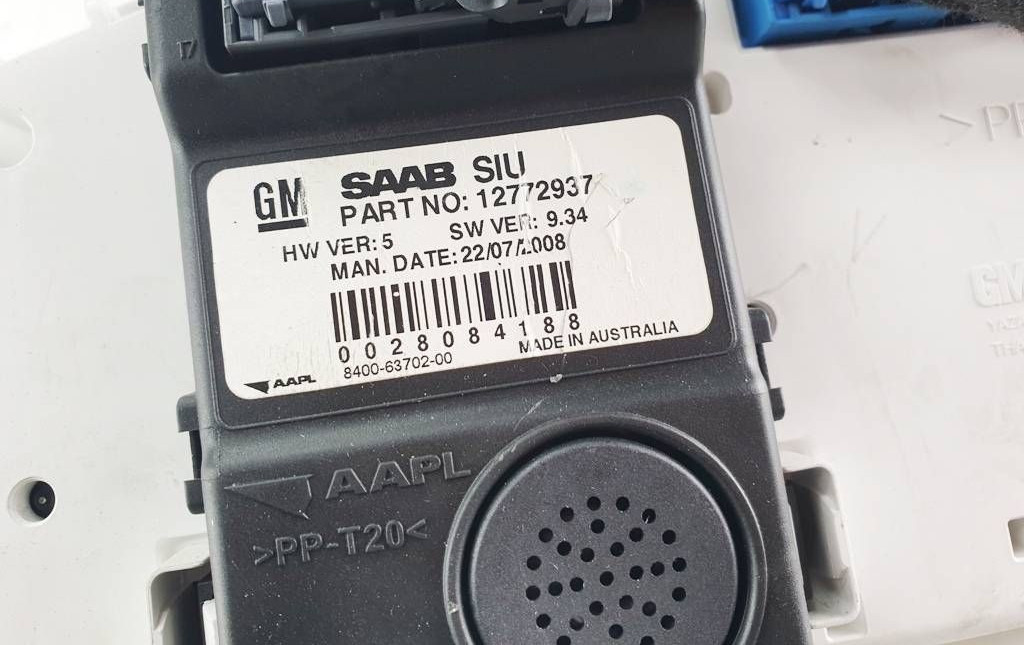 17
GM SAAB SIU
PART NO: 12772937
HW VER: 5 SW VER: 9.34
MAN. DATE: 22/07/2008
0028084188
8400-63702-00 MADE IN AUSTRALIA
AAPL
AAPL
>PP-T20<
GM